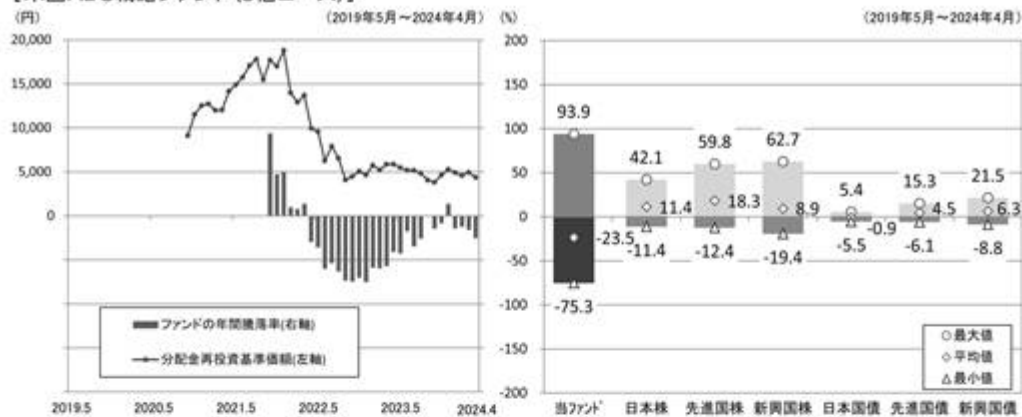 (円) (2019年5月～2024年4月)
20,000
15,000
10,000
5,000
0
ファンドの年間騰落率(右軸)
分配金再投資基準価額(左軸)
2019.5 2020.5 2021.5 2022.5 2023.5 2024.4
(%) (2019年5月～2024年4月)
200
150
100
50
0
-50
-100
-150
-200
93.9 42.1 59.8 62.7 5.4 15.3 21.5
-23.5 11.4 18.3 8.9 -0.9 4.5 6.3
-75.3 -11.4 -12.4 -19.4 -5.5 -6.1 -8.8
最大値
平均値
最小値
当ファンド 日本株 先進国株 新興国株 日本国債 先進国債 新興国債